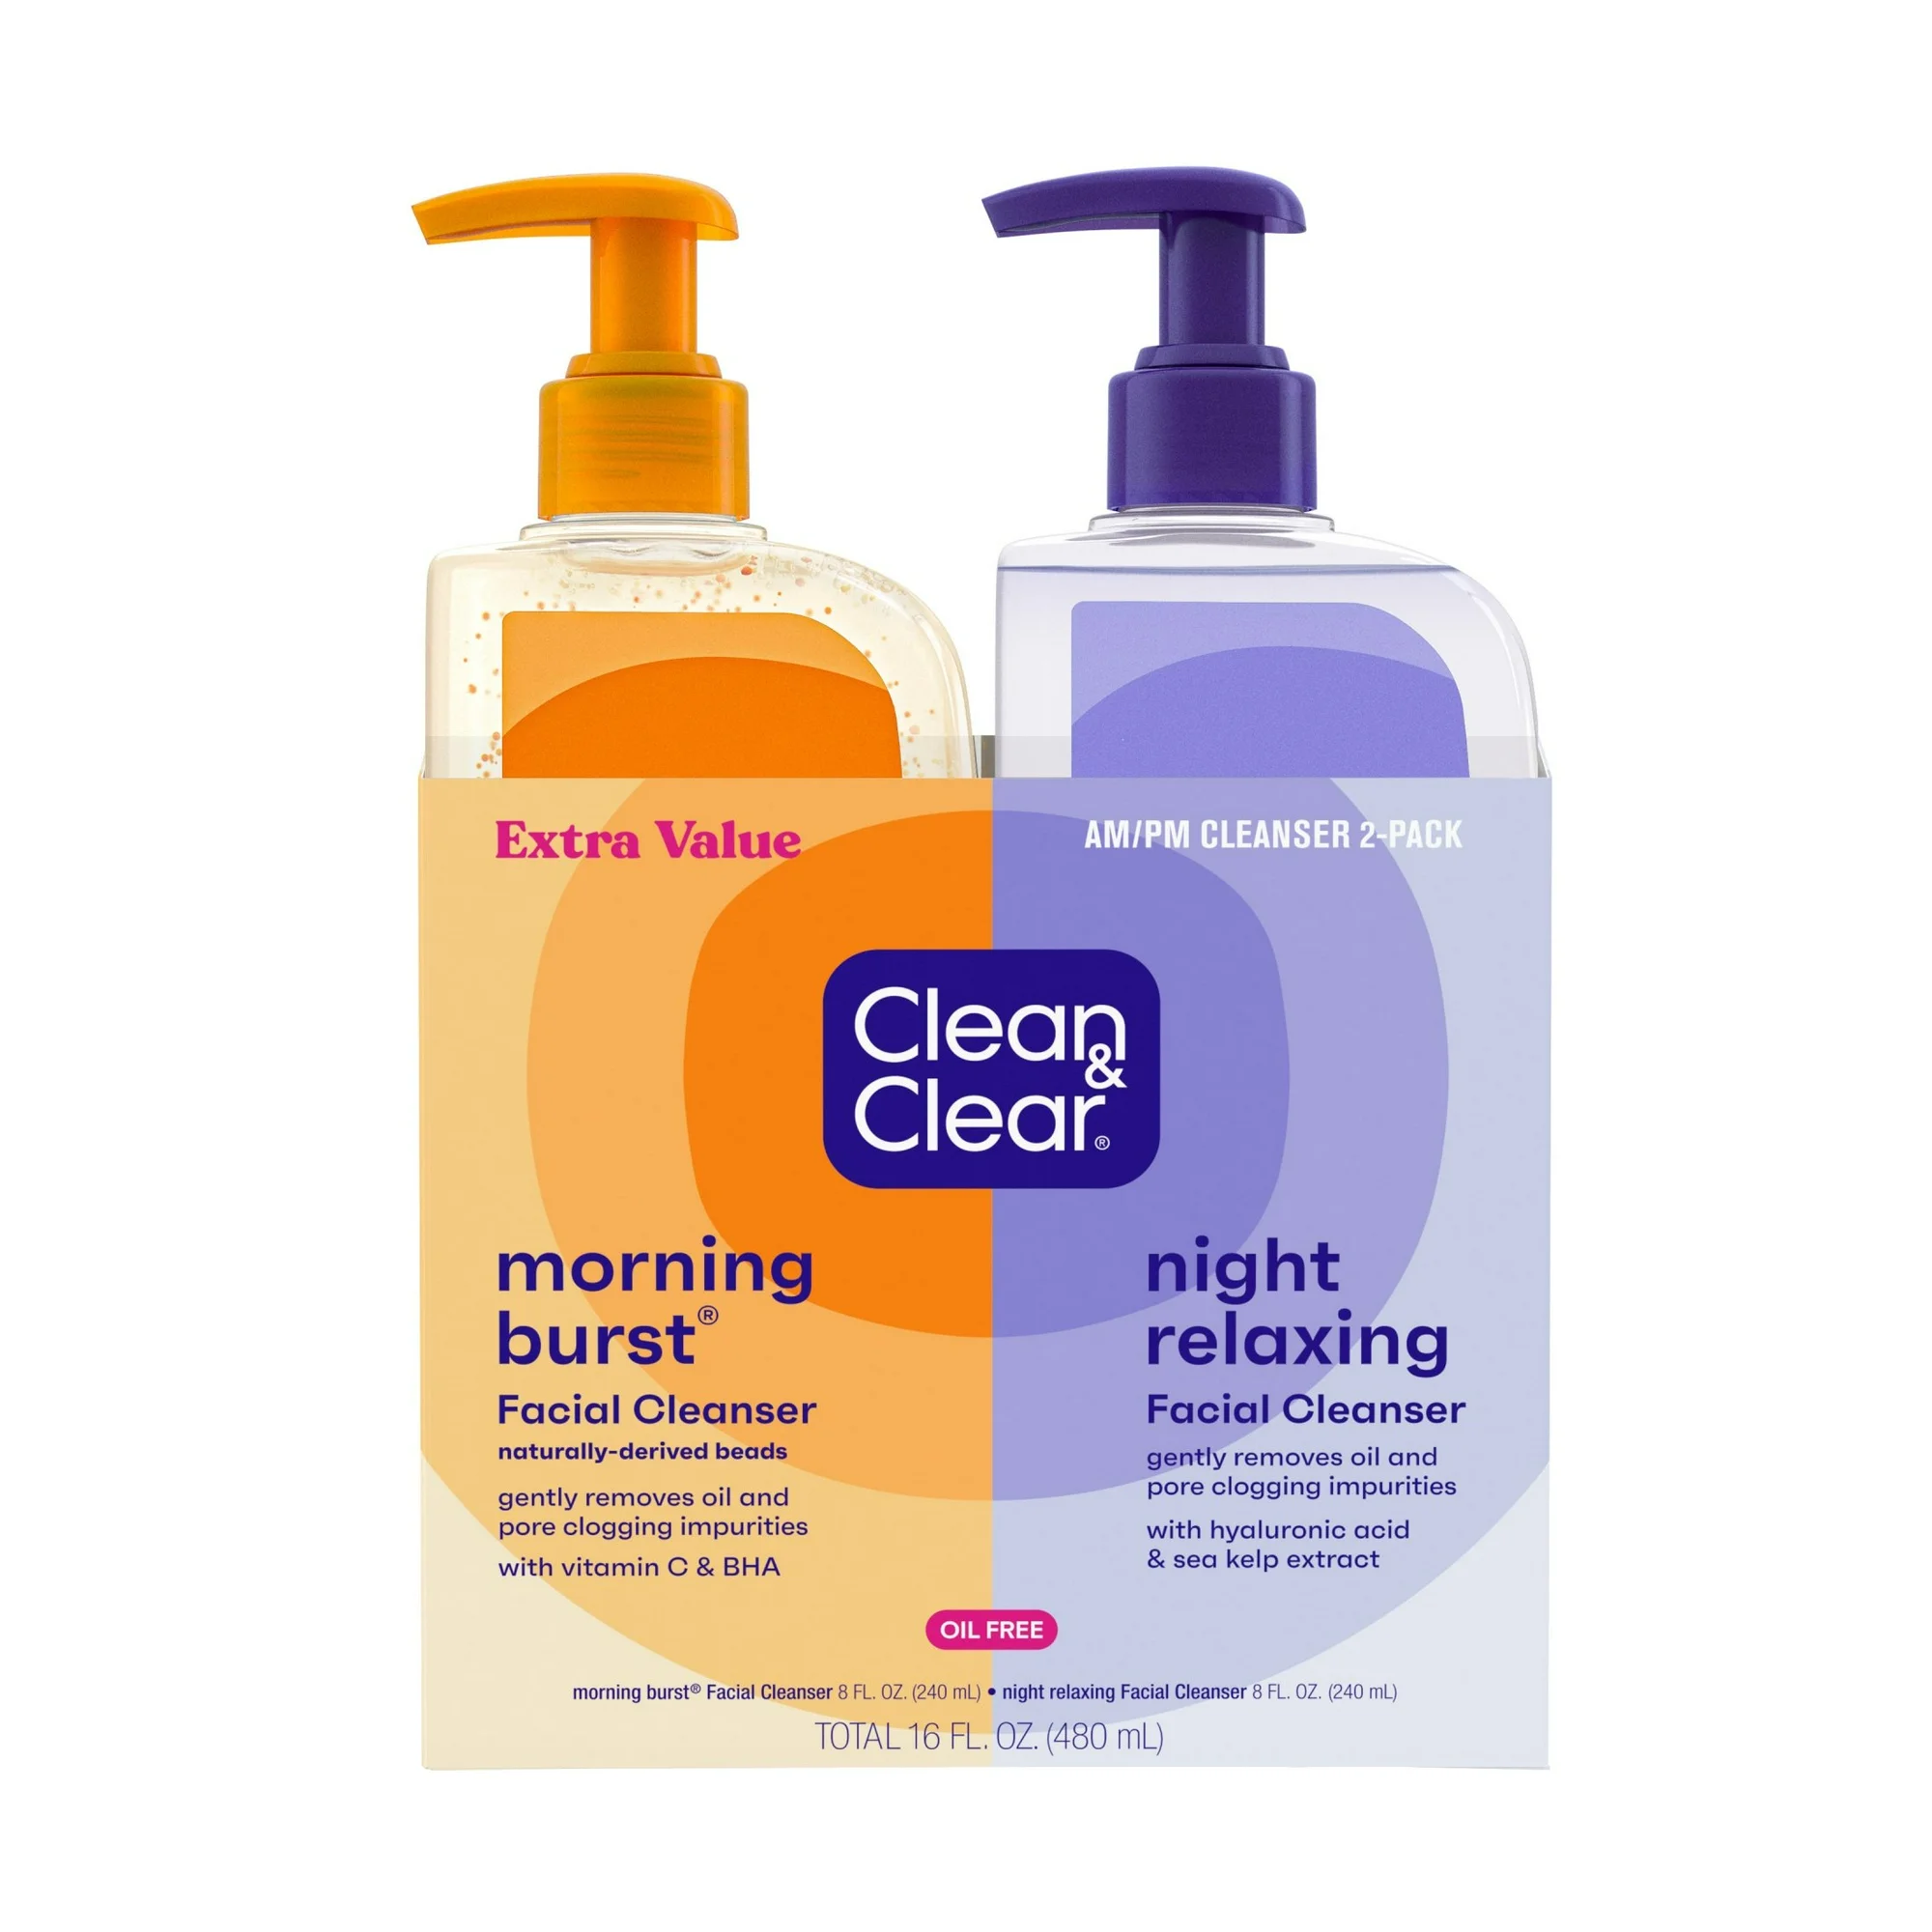 Extra Value
AM/PM CLEANSER 2-PACK
Clean
&
Clear®
morning
burst®
Facial Cleanser
naturally-derived beads
gently removes oil and
pore clogging impurities
with vitamin C & BHA
night
relaxing
Facial Cleanser
gently removes oil and
pore clogging impurities
with hyaluronic acid
& sea kelp extract
OIL FREE
morning burst® Facial Cleanser 8 FL. OZ. (240 mL) • night relaxing Facial Cleanser 8 FL. OZ. (240 mL)
TOTAL 16 FL. OZ. (480 mL)